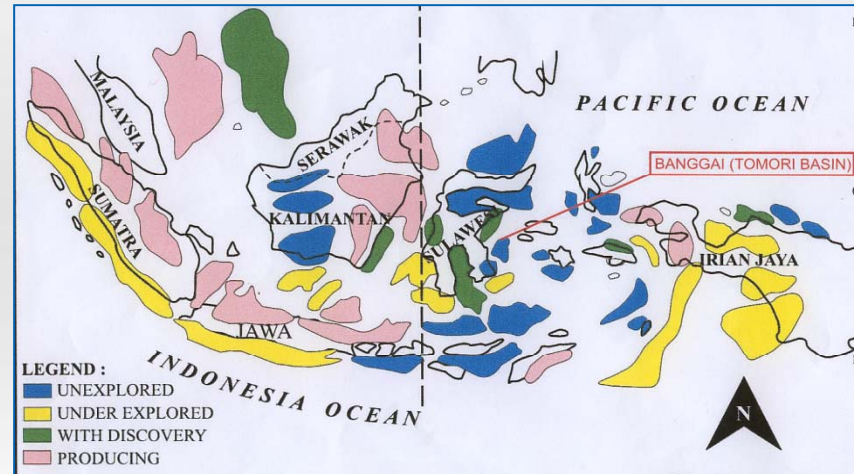 PACIFIC OCEAN
MALAYSIA
SERAWAK
BANGGAI (TOMORI BASIN)
SUMATRA
KALIMANTAN
SULAWESI
IRIAN JAYA
JAWA
INDONESIA OCEAN
LEGEND :
UNEXPLORED
UNDER EXPLORED
WITH DISCOVERY
PRODUCING
N